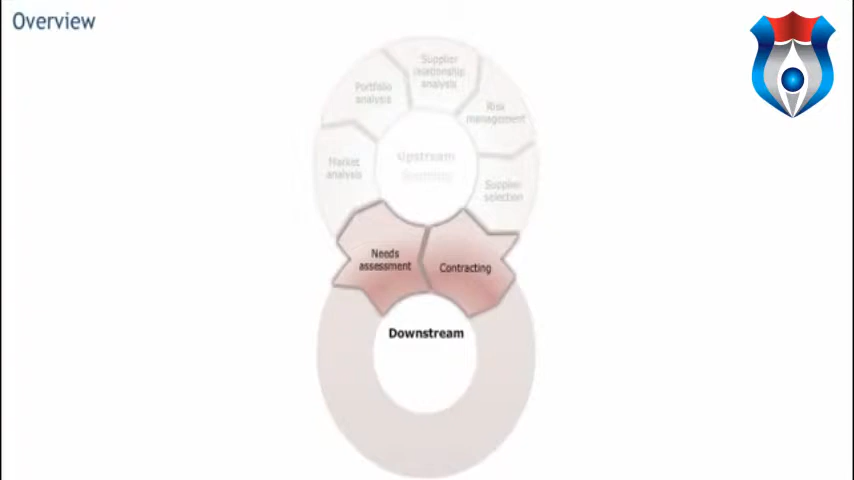 Overview
Supplier
relationship
analysis
Portfolio
analysis
Risk
management
Upstream
Market
analysis
Supplier
selection
Needs
assessment
Contracting
Downstream